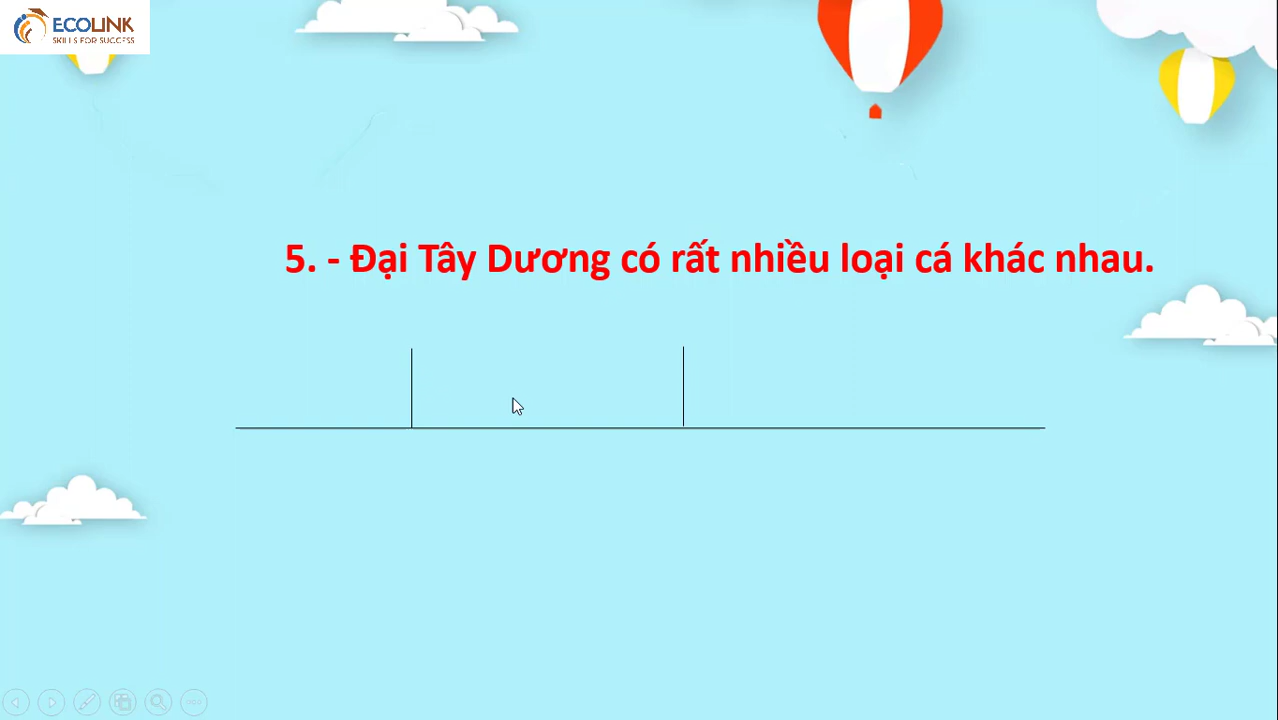 ECOLINK
SKILLS FOR SUCCESS
5. - Đại Tây Dương có rất nhiều loại cá khác nhau.